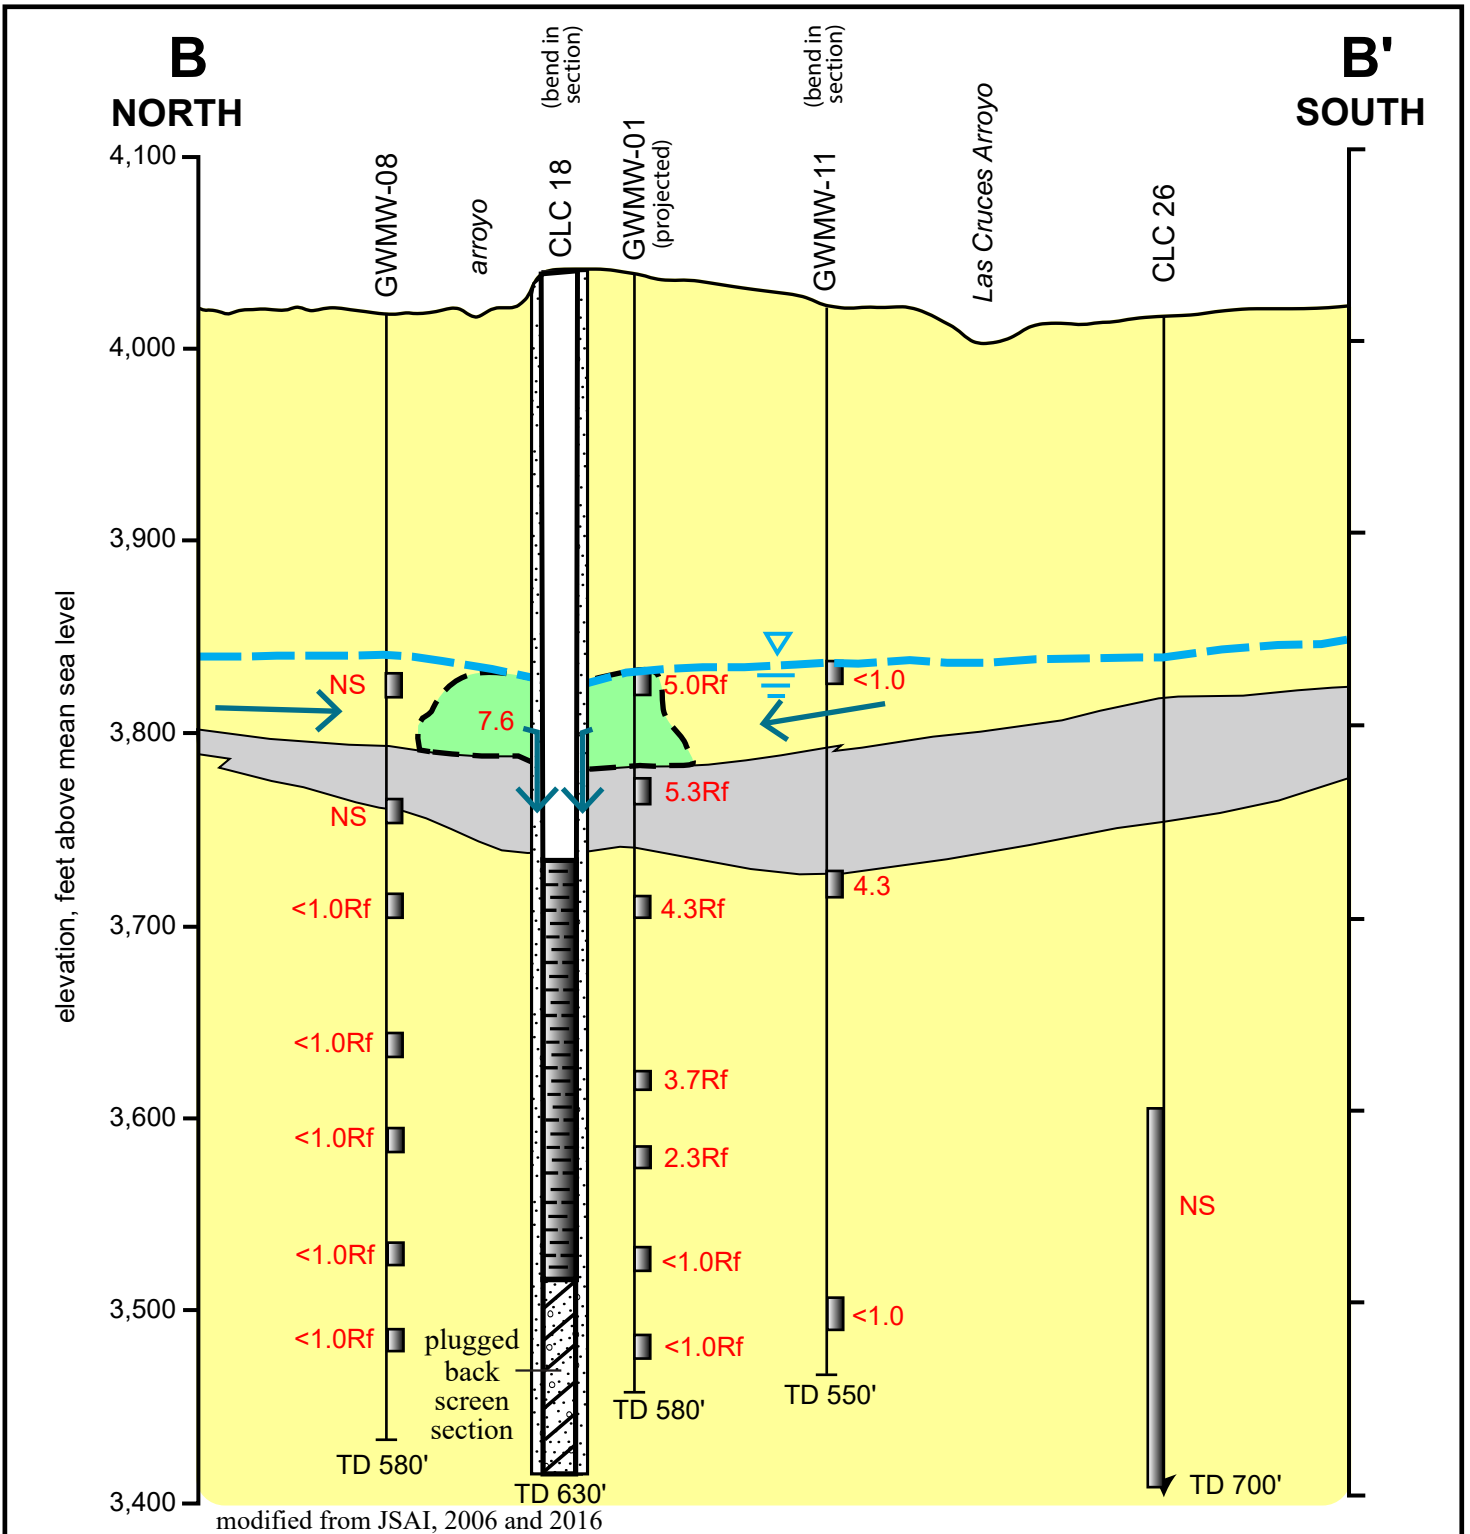 B
NORTH
(bend in
section)
(bend in
section)
B'
SOUTH
GWMW-08
arroyo
CLC 18
GWMW-01
(projected)
GWMW-11
Las Cruces Arroyo
CLC 26
elevation, feet above mean sea level
4,100
4,000
3,900
3,800
3,700
3,600
3,500
3,400
NS
7.6
5.0Rf
<1.0
NS
5.3Rf
<1.0Rf
4.3Rf
4.3
<1.0Rf
3.7Rf
<1.0Rf
2.3Rf
NS
<1.0Rf
<1.0Rf
<1.0
<1.0Rf
<1.0Rf
plugged
back
screen
section
TD 580'
TD 630'
TD 580'
TD 550'
TD 700'
modified from JSAI, 2006 and 2016